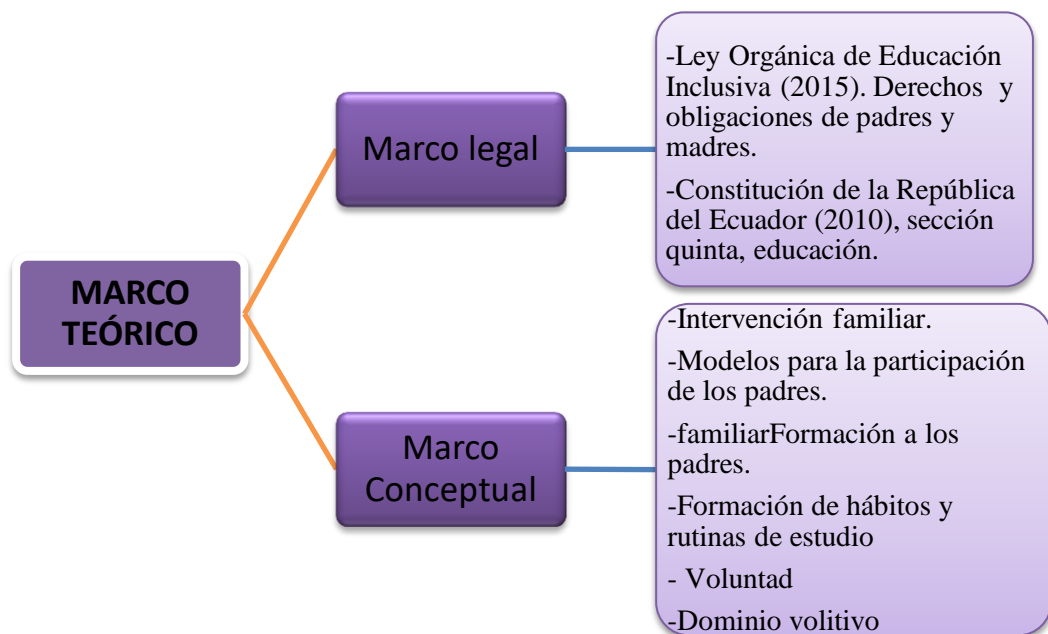 MARCO
TEÓRICO
Marco legal
-Ley Orgánica de Educación
Inclusiva (2015). Derechos y
obligaciones de padres y
madres.
-Constitución de la República
del Ecuador (2010), sección
quinta, educación.
Marco
Conceptual
-Intervención familiar.
-Modelos para la participación
de los padres.
-familiarFormación a los
padres.
-Formación de hábitos y
rutinas de estudio
- Voluntad
-Dominio volitivo